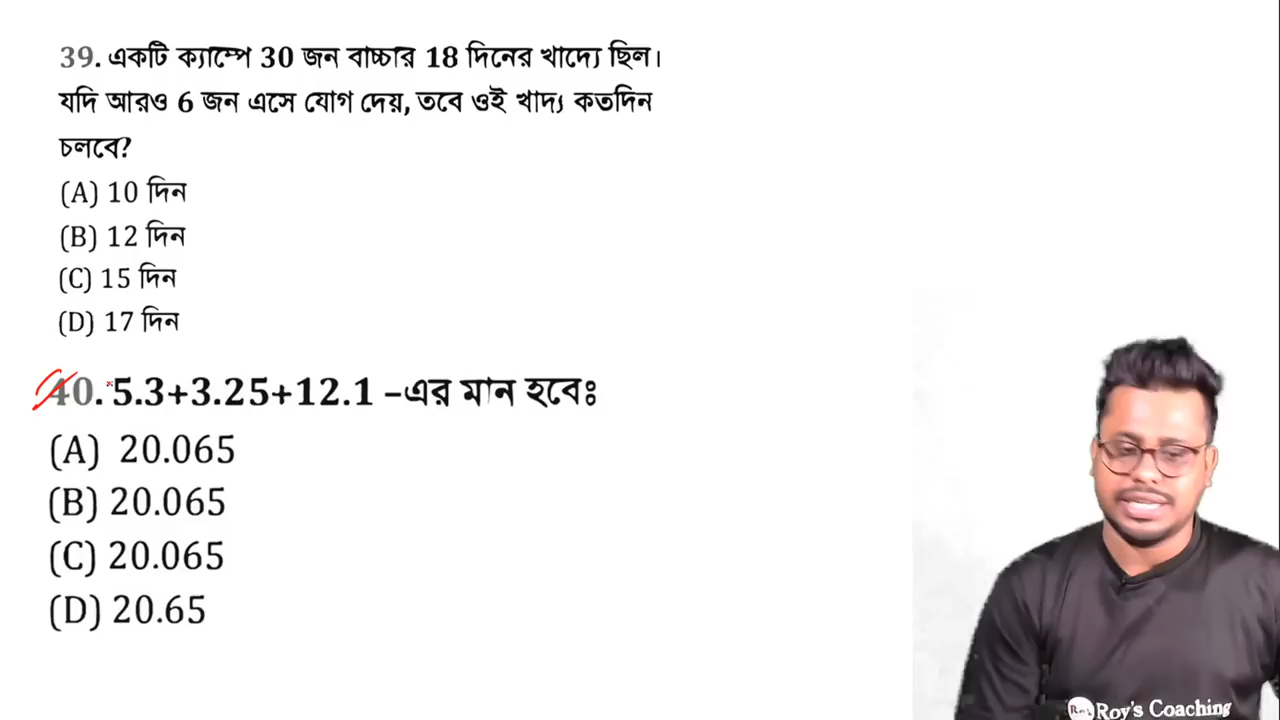 39. একটি ক্যাম্পে 30 জন বাচ্চার 18 দিনের খাদ্যে ছিল।
যদি আরও 6 জন এসে যোগ দেয়, তবে ওই খাদ্য কতদিন
চলবে?
(A) 10 দিন
(B) 12 দিন
(C) 15 দিন
(D) 17 দিন
40. 5.3+3.25+12.1 –এর মান হবেঃ
(A) 20.065
(B) 20.065
(C) 20.065
(D) 20.65
Roy's Coaching